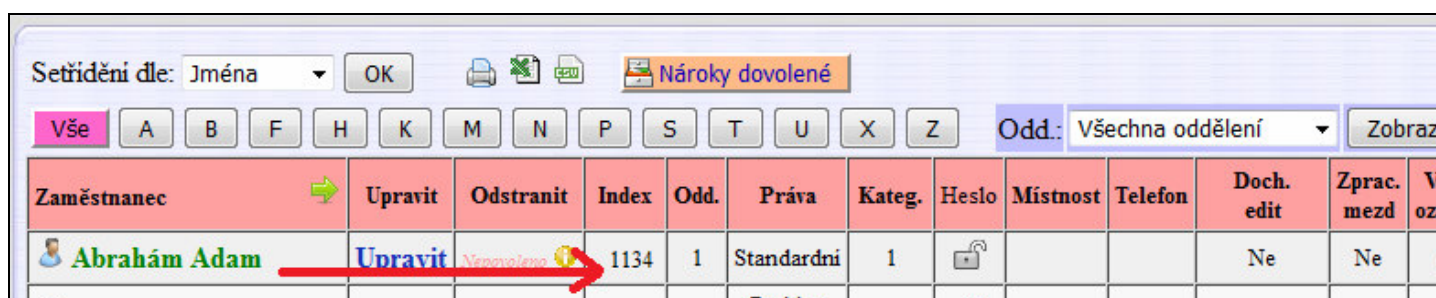 Setřídění dle: Jména OK Nároky dovolené
Vše A B F H K M N P S T U X Z Odd.: Všechna oddělení Zobraz
Zaměstnanec Upravit Odstranit Index Odd. Práva Kateg. Heslo Místnost Telefon Doch. edit Zprac. mezd
Abrahám Adam Upravit Nepovoleno 1134 1 Standardní 1 Ne Ne